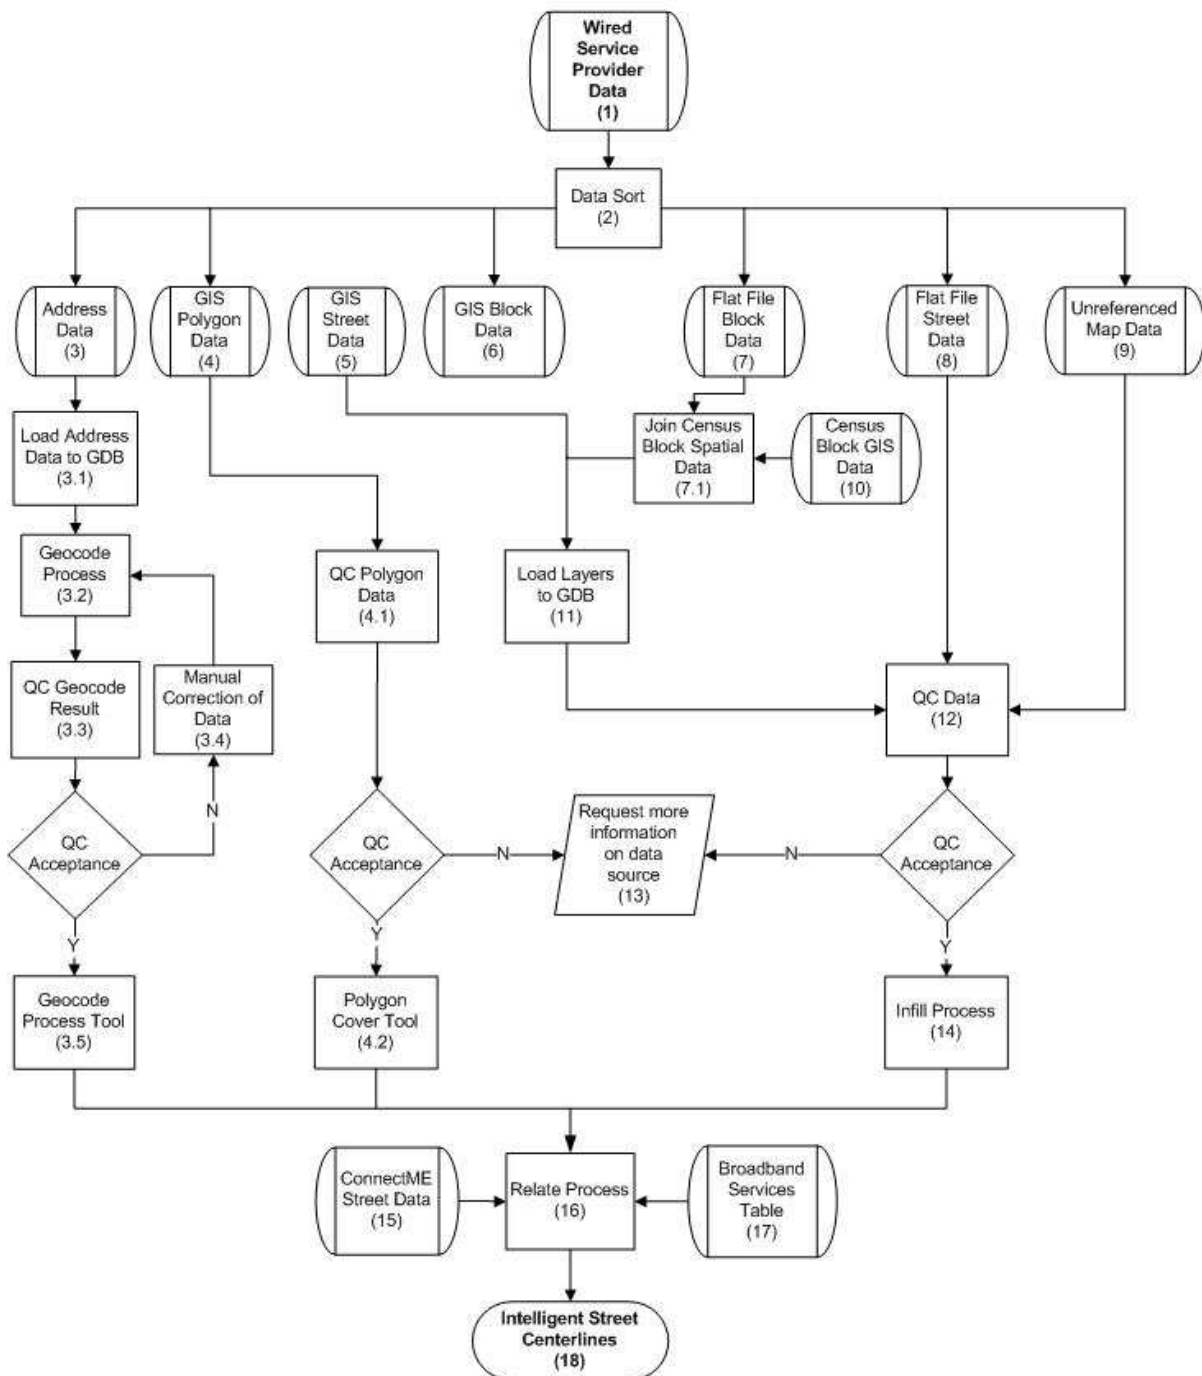 Wired
Service
Provider
Data
(1)
Data Sort
(2)
Address
Data
(3)
GIS
Polygon
Data
(4)
GIS
Street
Data
(5)
GIS Block
Data
(6)
Flat File
Block
Data
(7)
Flat File
Street
Data
(8)
Unreferenced
Map Data
(9)
Load Address
Data to GDB
(3.1)
Join Census
Block Spatial
Data
(7.1)
Census
Block GIS
Data
(10)
Geocode
Process
(3.2)
QC Polygon
Data
(4.1)
Load Layers
to GDB
(11)
QC Geocode
Result
(3.3)
Manual
Correction of
Data
(3.4)
QC Data
(12)
QC
Acceptance
N
QC
Acceptance
N
Request more
information
on data
source
(13)
N
QC
Acceptance
Y
Y
Y
Geocode
Process Tool
(3.5)
Polygon
Cover Tool
(4.2)
Infill Process
(14)
ConnectME
Street Data
(15)
Relate Process
(16)
Broadband
Services
Table
(17)
Intelligent Street
Centerlines
(18)